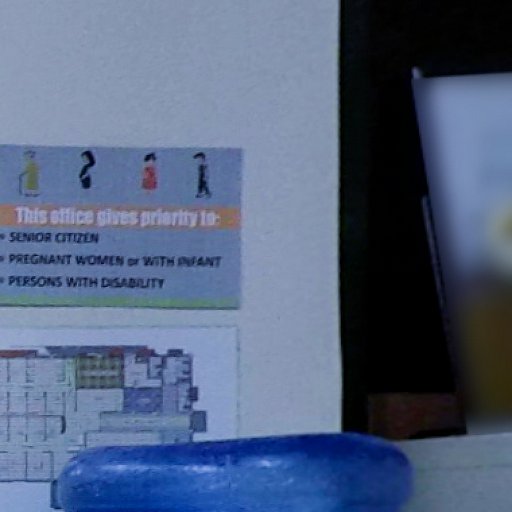 This office gives priority to:
• SENIOR CITIZEN
• PREGNANT WOMEN or WITH INFANT
• PERSONS WITH DISABILITY